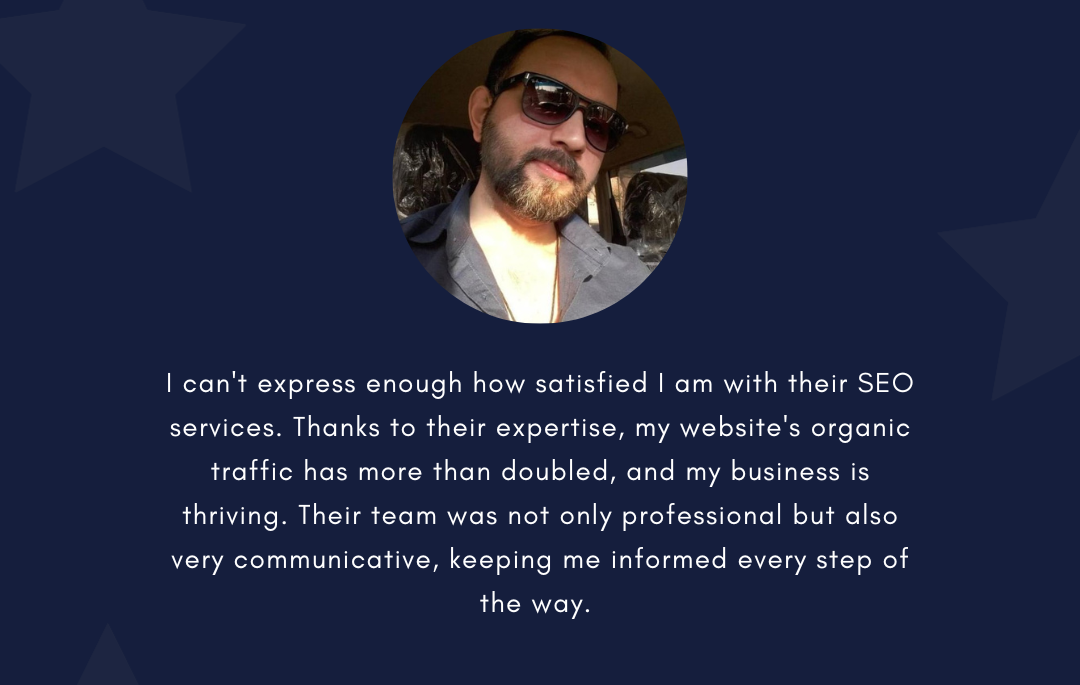 I can't express enough how satisfied I am with their SEO
services. Thanks to their expertise, my website's organic
traffic has more than doubled, and my business is
thriving. Their team was not only professional but also
very communicative, keeping me informed every step of
the way.